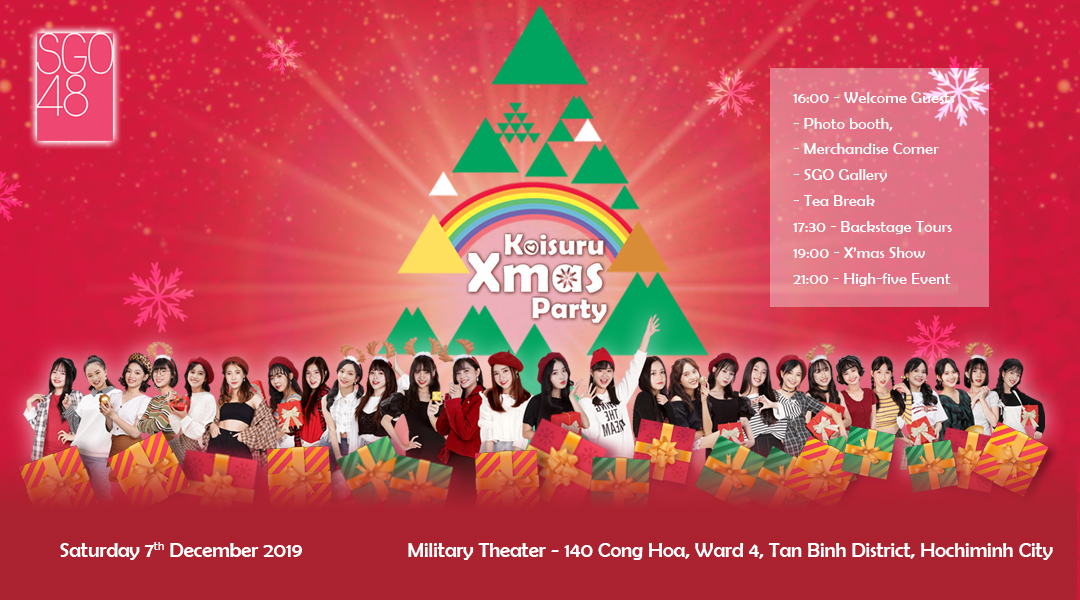 SGO
48
Koisuru
Xmas
Party
16:00 - Welcome Guests
- Photo booth,
- Merchandise Corner
- SGO Gallery
- Tea Break
17:30 - Backstage Tours
19:00 - X'mas Show
21:00 - High-five Event
Saturday 7th December 2019
Military Theater - 140 Cong Hoa, Ward 4, Tan Binh District, Hochiminh City